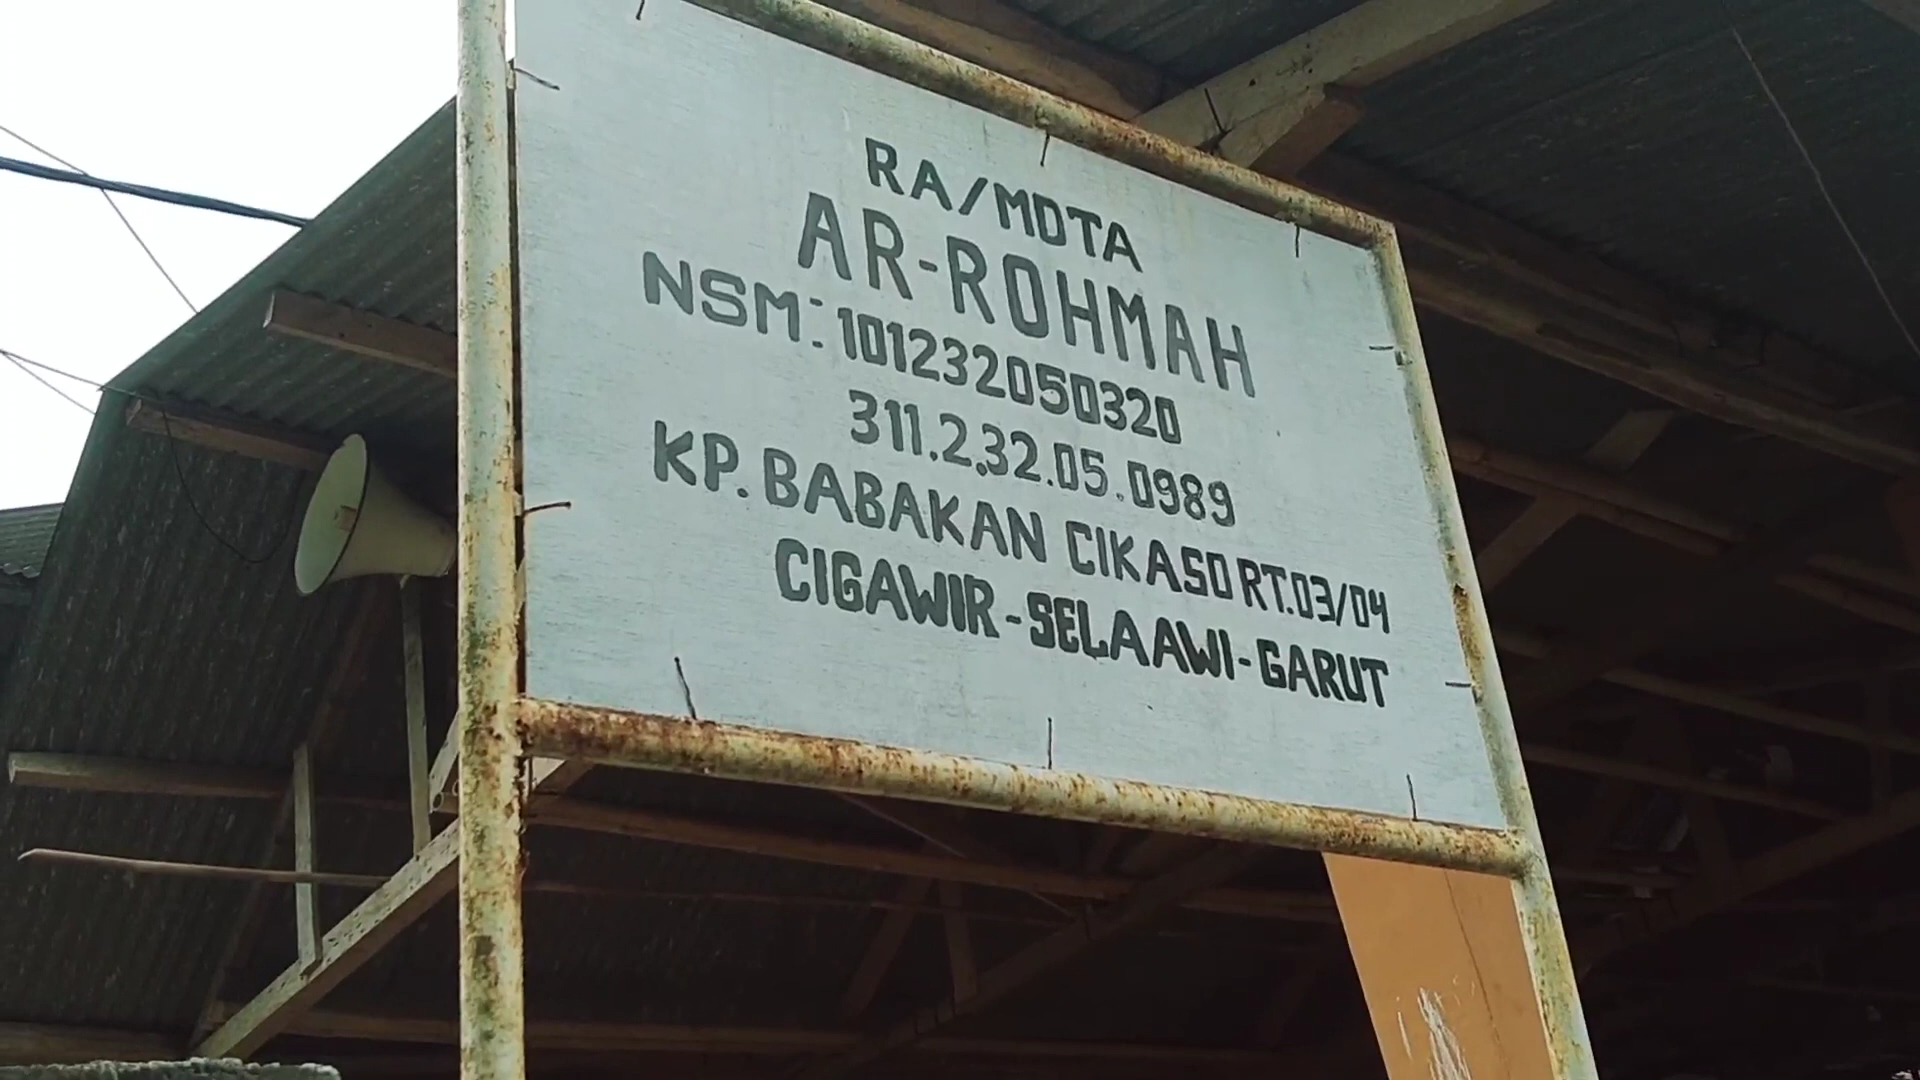 RA/MDTA
AR-ROHMAH
NSM: 101232050320
311.2.32.05.0989
KP. BABAKAN CIKASO RT.03/04
CIGAWIR-SELAAWI-GARUT